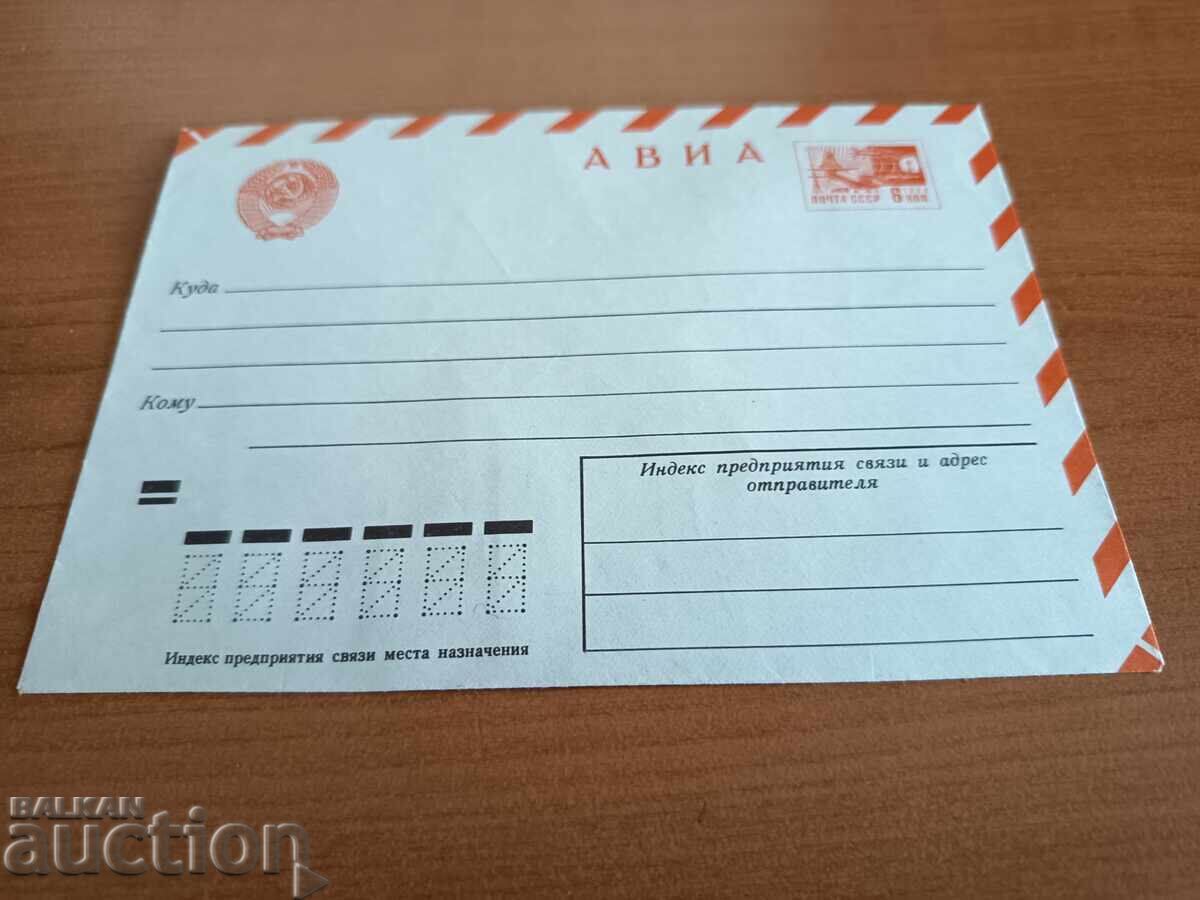 АВИА
ПОЧТА СССР 6 КОП.
Куда
Кому
Индекс предприятия связи и адрес
отправителя
Индекс предприятия связи места назначения
BALKAN
auction